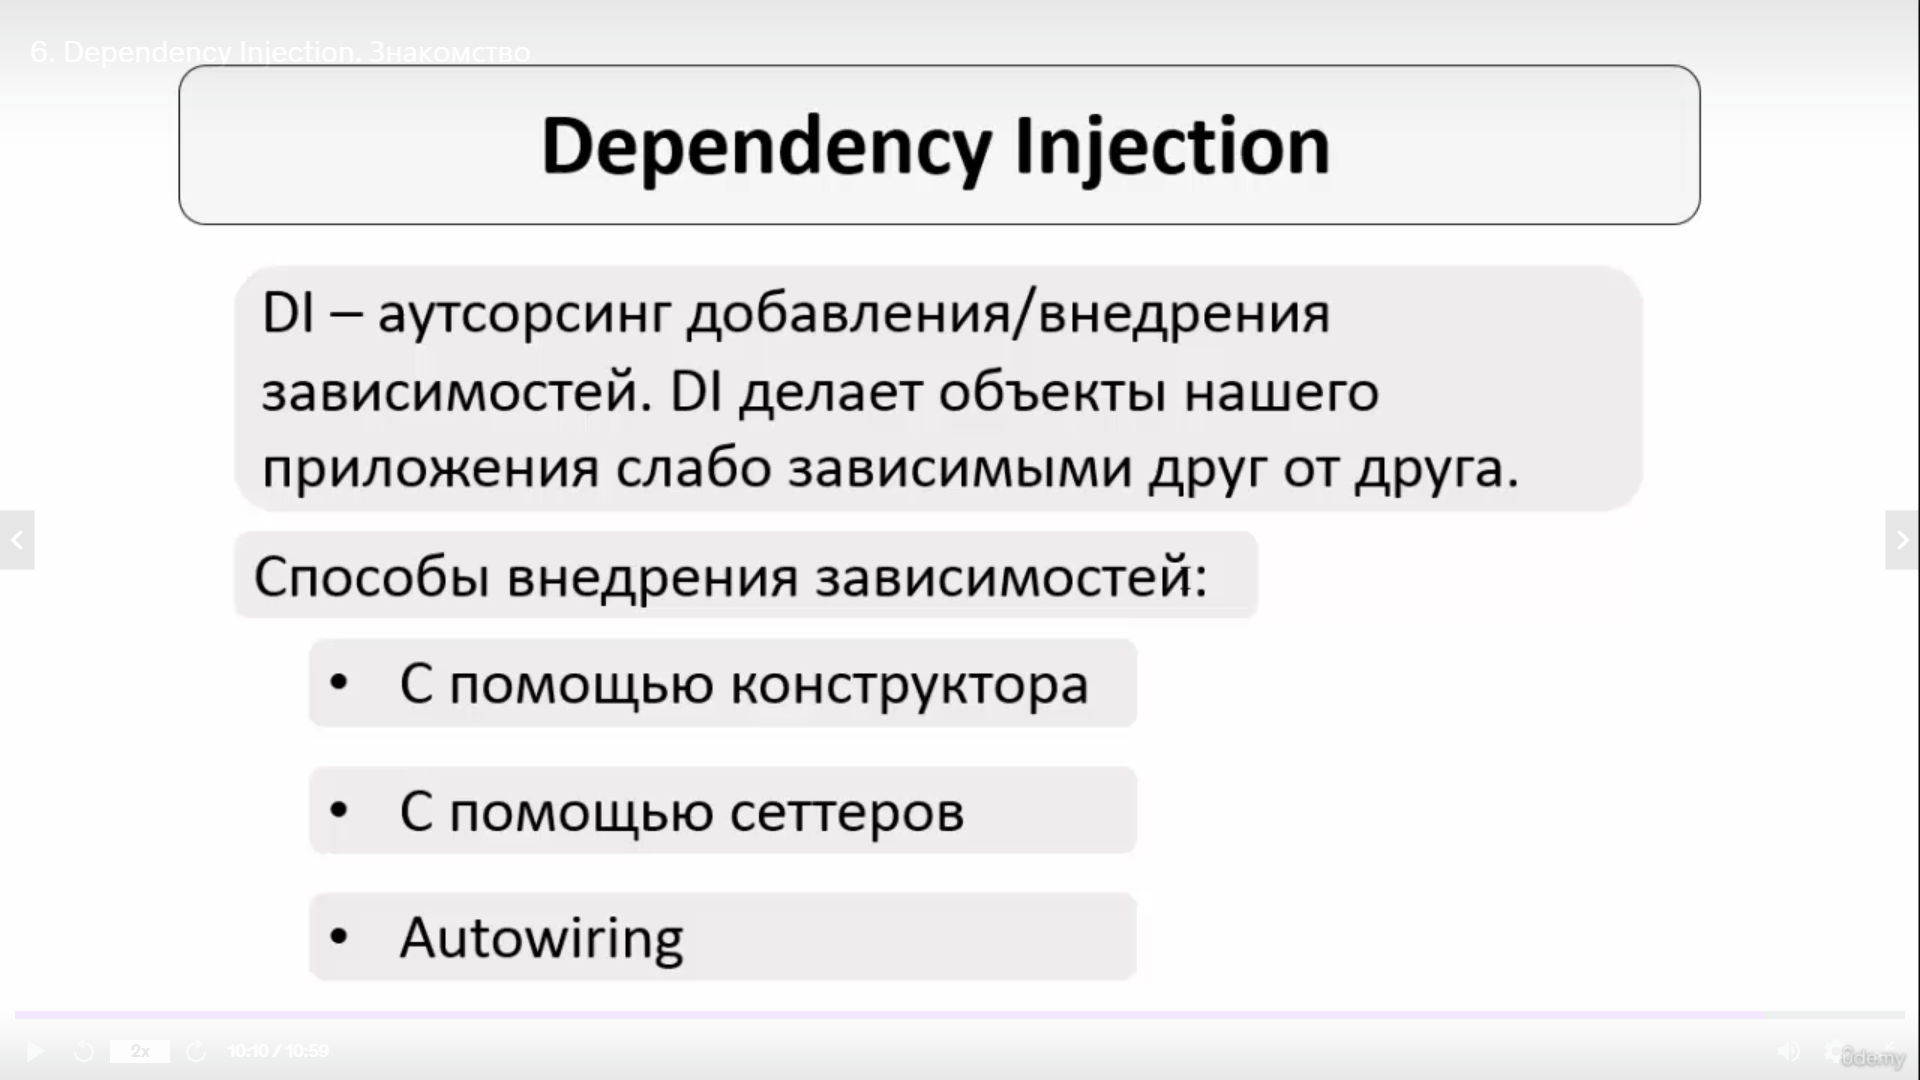 6. Dependency Injection. Знакомство
Dependency Injection
DI – аутсорсинг добавления/внедрения
зависимостей. DI делает объекты нашего
приложения слабо зависимыми друг от друга.
Способы внедрения зависимостей:
• С помощью конструктора
• С помощью сеттеров
• Autowiring
2x 10:10 / 10:59
ûdemy